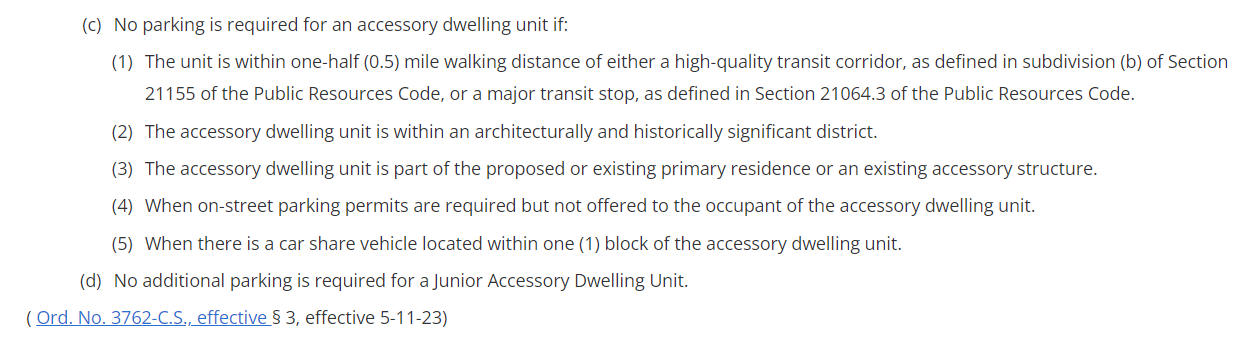 (c) No parking is required for an accessory dwelling unit if:
(1) The unit is within one-half (0.5) mile walking distance of either a high-quality transit corridor, as defined in subdivision (b) of Section
21155 of the Public Resources Code, or a major transit stop, as defined in Section 21064.3 of the Public Resources Code.
(2) The accessory dwelling unit is within an architecturally and historically significant district.
(3) The accessory dwelling unit is part of the proposed or existing primary residence or an existing accessory structure.
(4) When on-street parking permits are required but not offered to the occupant of the accessory dwelling unit.
(5) When there is a car share vehicle located within one (1) block of the accessory dwelling unit.
(d) No additional parking is required for a Junior Accessory Dwelling Unit.
( Ord. No. 3762-C.S., effective § 3, effective 5-11-23)